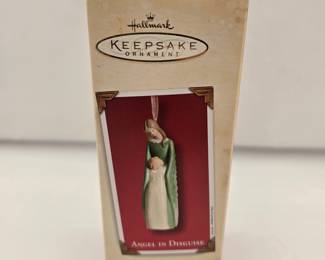 Hallmark
KEEPSAKE
ORNAMENT
ANGEL IN DISGUISE